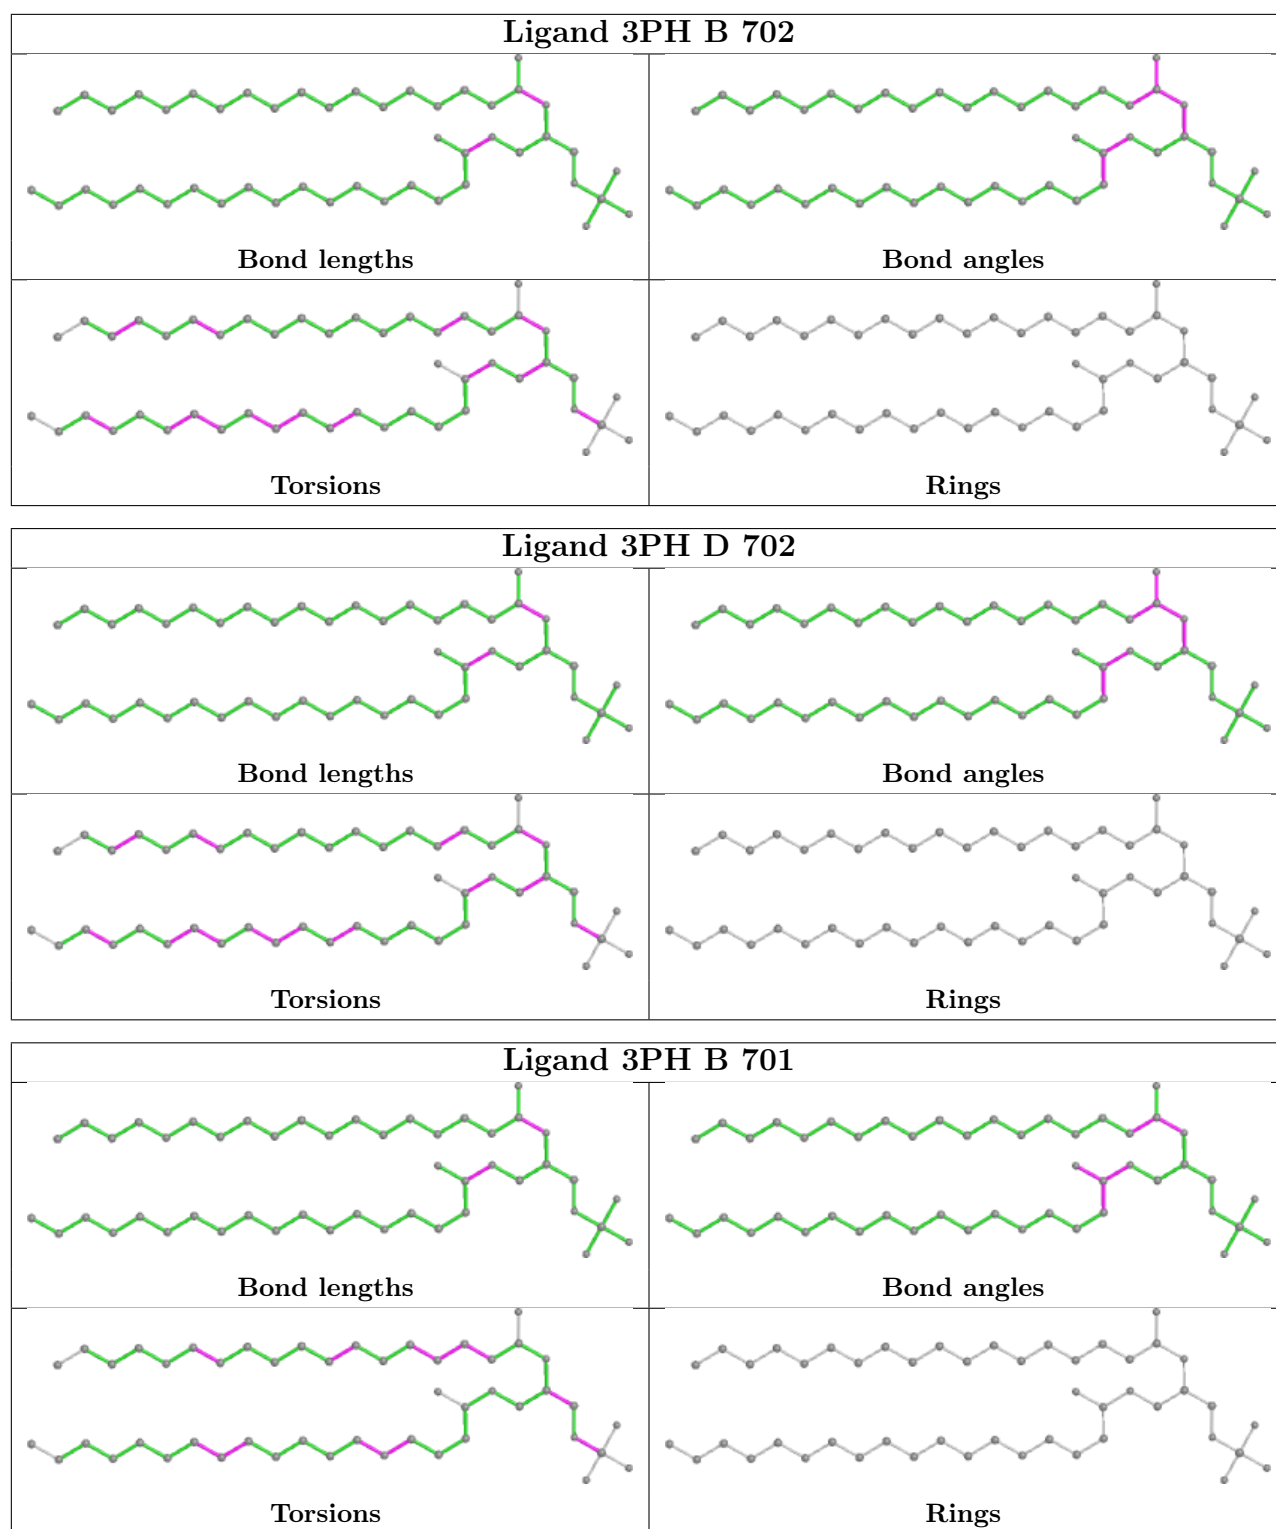 Ligand 3PH B 702
Bond lengths
Bond angles
Torsions
Rings
Ligand 3PH D 702
Bond lengths
Bond angles
Torsions
Rings
Ligand 3PH B 701
Bond lengths
Bond angles
Torsions
Rings